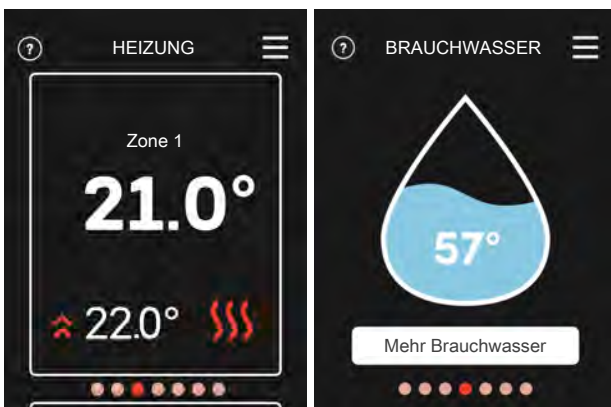 ? HEIZUNG
Zone 1
21.0°
22.0°
? BRAUCHWASSER
57°
Mehr Brauchwasser